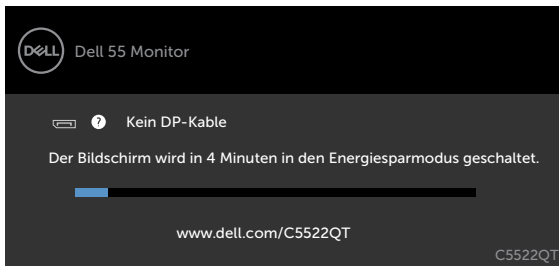 DELL
Dell 55 Monitor
? Kein DP-Kable
Der Bildschirm wird in 4 Minuten in den Energiesparmodus geschaltet.
www.dell.com/C5522QT
C5522QT